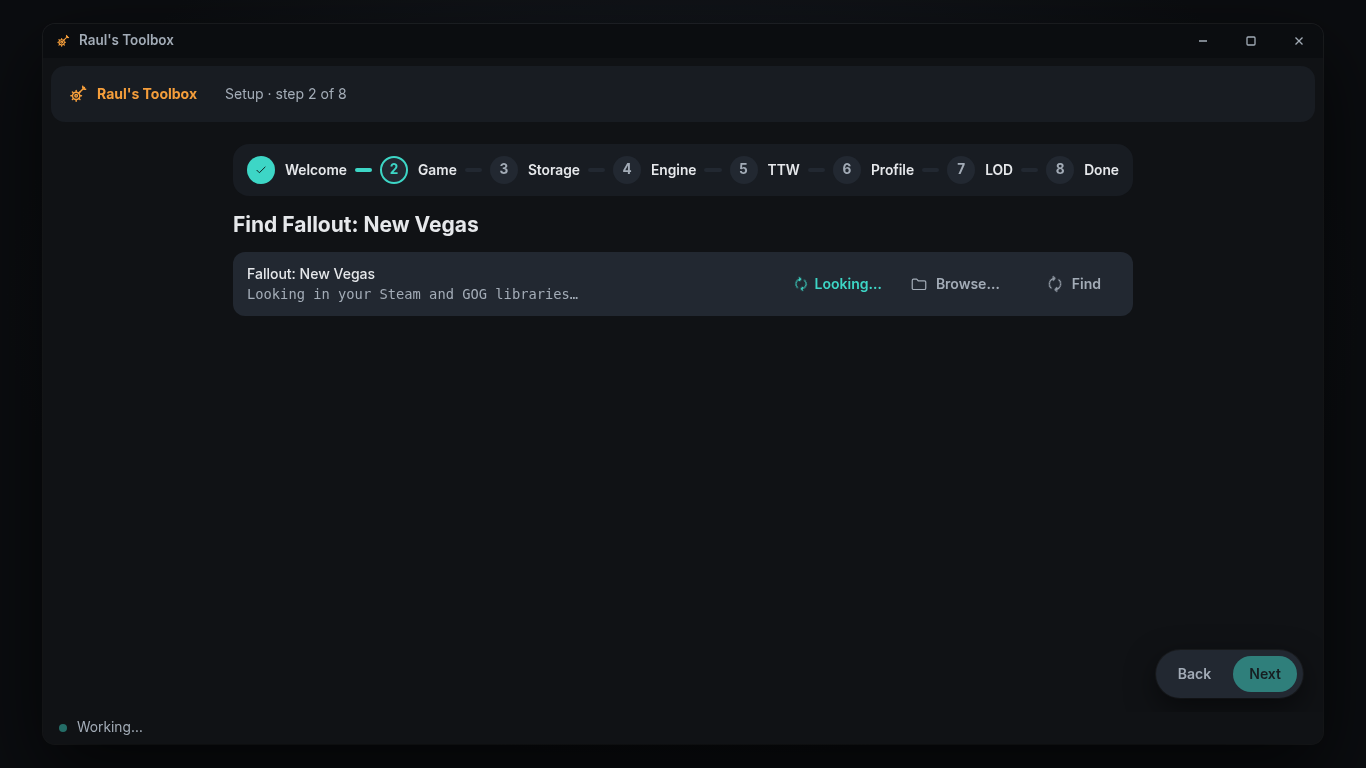 Raul's Toolbox
Raul's Toolbox Setup · step 2 of 8
Welcome 2 Game 3 Storage 4 Engine 5 TTW 6 Profile 7 LOD 8 Done
Find Fallout: New Vegas
Fallout: New Vegas
Looking in your Steam and GOG libraries…
Looking… Browse… Find
Back Next
Working…